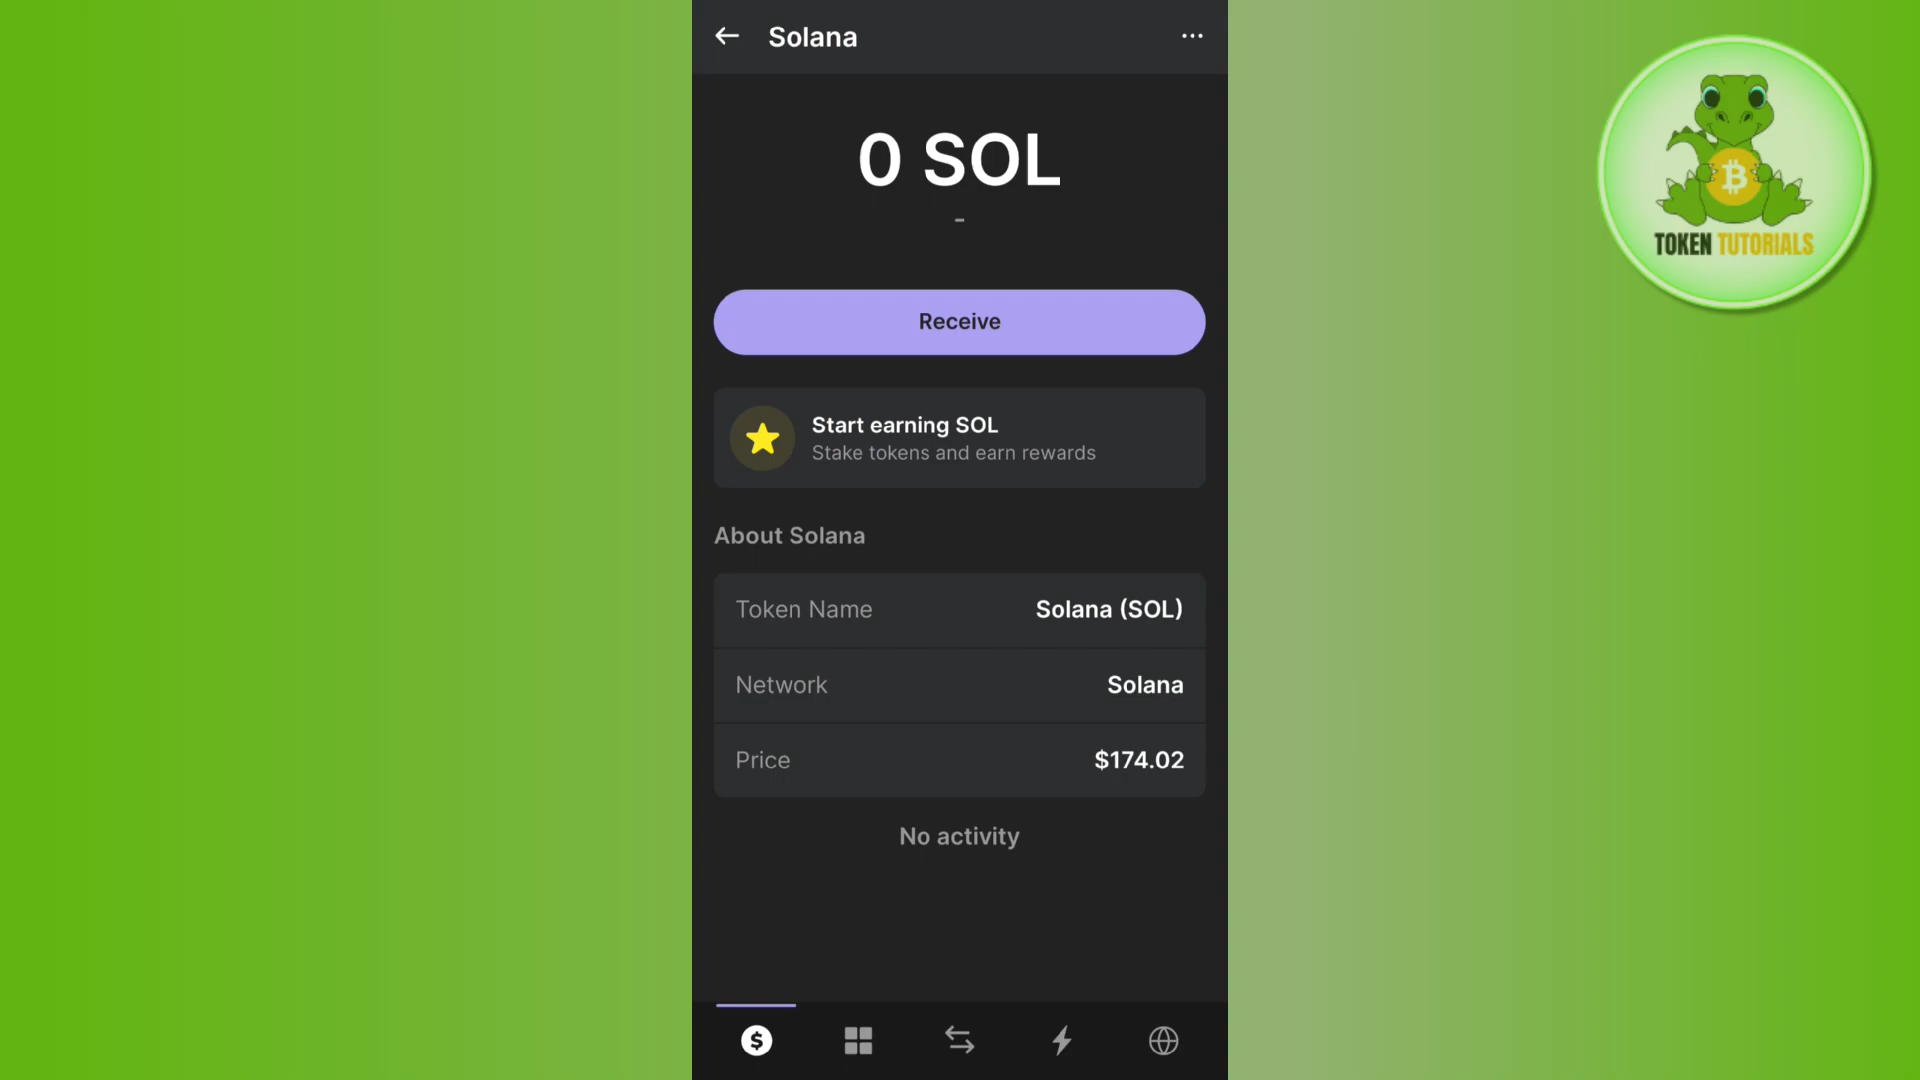 Solana
0 SOL
-
Receive
Start earning SOL
Stake tokens and earn rewards
About Solana
Token Name Solana (SOL)
Network Solana
Price $174.02
No activity
TOKEN TUTORIALS